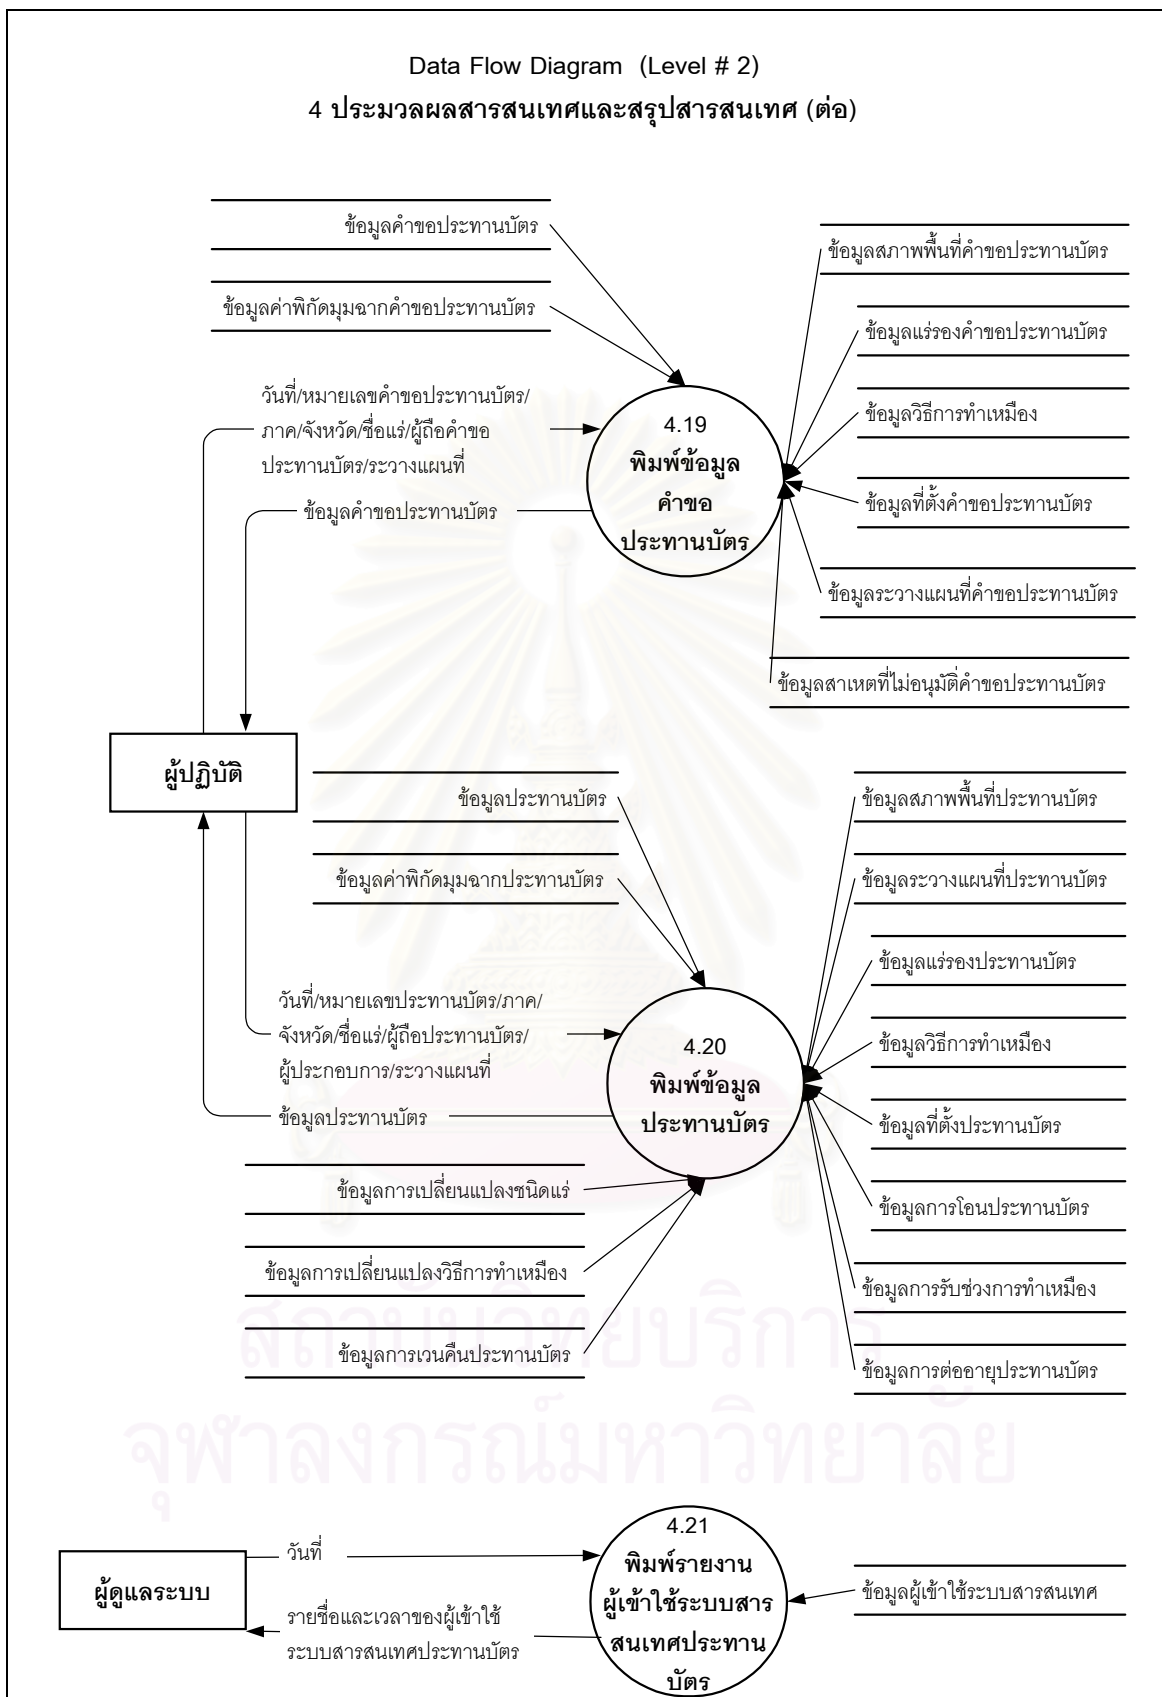 Data Flow Diagram (Level # 2)
4 ประมวลผลสารสนเทศและสรุปสารสนเทศ (ต่อ)
ข้อมูลคำขอประทานบัตร
ข้อมูลค่าพิกัดมุมฉากคำขอประทานบัตร
วันที่/หมายเลขคำขอประทานบัตร/
ภาค/จังหวัด/ชื่อแร่/ผู้ถือคำขอ
ประทานบัตร/ระวางแผนที่
ข้อมูลคำขอประทานบัตร
4.19
พิมพ์ข้อมูล
คำขอ
ประทานบัตร
ข้อมูลสภาพพื้นที่คำขอประทานบัตร
ข้อมูลแร่รองคำขอประทานบัตร
ข้อมูลวิธีการทำเหมือง
ข้อมูลที่ตั้งคำขอประทานบัตร
ข้อมูลระวางแผนที่คำขอประทานบัตร
ข้อมูลสาเหตที่ไม่อนุมัติคำขอประทานบัตร
ผู้ปฏิบัติ
ข้อมูลประทานบัตร
ข้อมูลค่าพิกัดมุมฉากประทานบัตร
วันที่/หมายเลขประทานบัตร/ภาค/
จังหวัด/ชื่อแร่/ผู้ถือประทานบัตร/
ผู้ประกอบการ/ระวางแผนที่
ข้อมูลประทานบัตร
4.20
พิมพ์ข้อมูล
ประทานบัตร
ข้อมูลการเปลี่ยนแปลงชนิดแร่
ข้อมูลการเปลี่ยนแปลงวิธีการทำเหมือง
ข้อมูลการเวนคืนประทานบัตร
ข้อมูลสภาพพื้นที่ประทานบัตร
ข้อมูลระวางแผนที่ประทานบัตร
ข้อมูลแร่รองประทานบัตร
ข้อมูลวิธีการทำเหมือง
ข้อมูลที่ตั้งประทานบัตร
ข้อมูลการโอนประทานบัตร
ข้อมูลการรับช่วงการทำเหมือง
ข้อมูลการต่ออายุประทานบัตร
สถาบันวิทยบริการ
จุฬาลงกรณ์มหาวิทยาลัย
ผู้ดูแลระบบ
วันที่
รายชื่อและเวลาของผู้เข้าใช้
ระบบสารสนเทศประทานบัตร
4.21
พิมพ์รายงาน
ผู้เข้าใช้ระบบสาร
สนเทศประทาน
บัตร
ข้อมูลผู้เข้าใช้ระบบสารสนเทศ